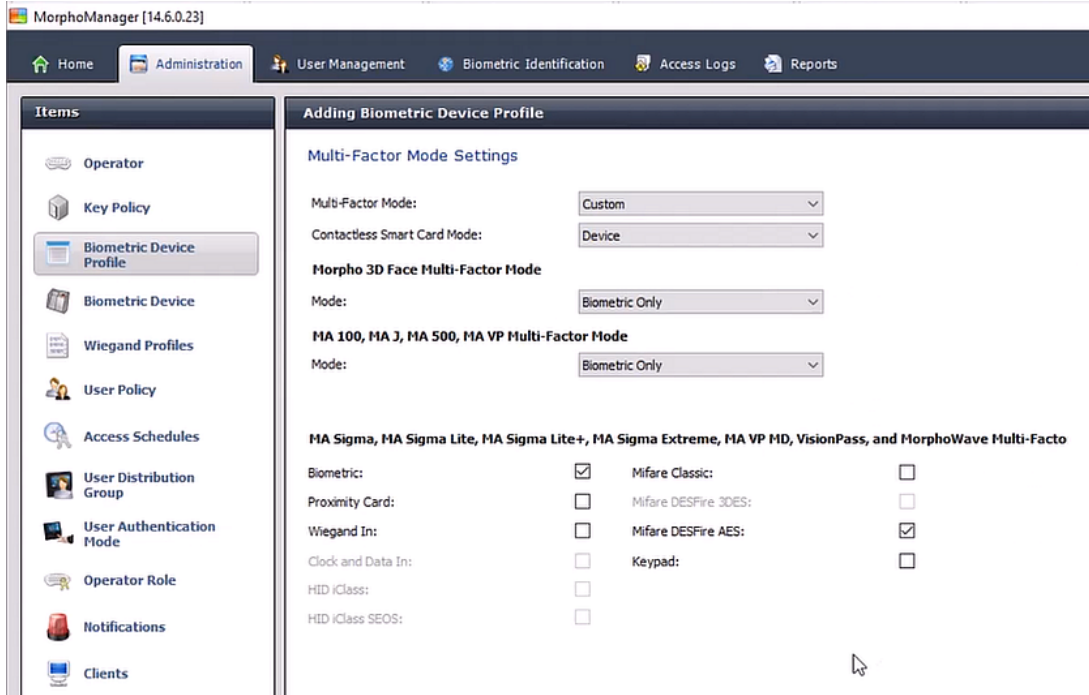 MorphoManager [14.6.0.23]
Home Administration User Management Biometric Identification Access Logs Reports
Items
Operator
Key Policy
Biometric Device
Profile
Biometric Device
Wiegand Profiles
User Policy
Access Schedules
User Distribution
Group
User Authentication
Mode
Operator Role
Notifications
Clients
Adding Biometric Device Profile
Multi-Factor Mode Settings
Multi-Factor Mode: Custom
Contactless Smart Card Mode: Device
Morpho 3D Face Multi-Factor Mode
Mode: Biometric Only
MA 100, MA J, MA 500, MA VP Multi-Factor Mode
Mode: Biometric Only
MA Sigma, MA Sigma Lite, MA Sigma Lite+, MA Sigma Extreme, MA VP MD, VisionPass, and MorphoWave Multi-Facto
Biometric: Mifare Classic:
Proximity Card: Mifare DESFire 3DES:
Wiegand In: Mifare DESFire AES:
Clock and Data In: Keypad:
HID iClass:
HID iClass SEOS: